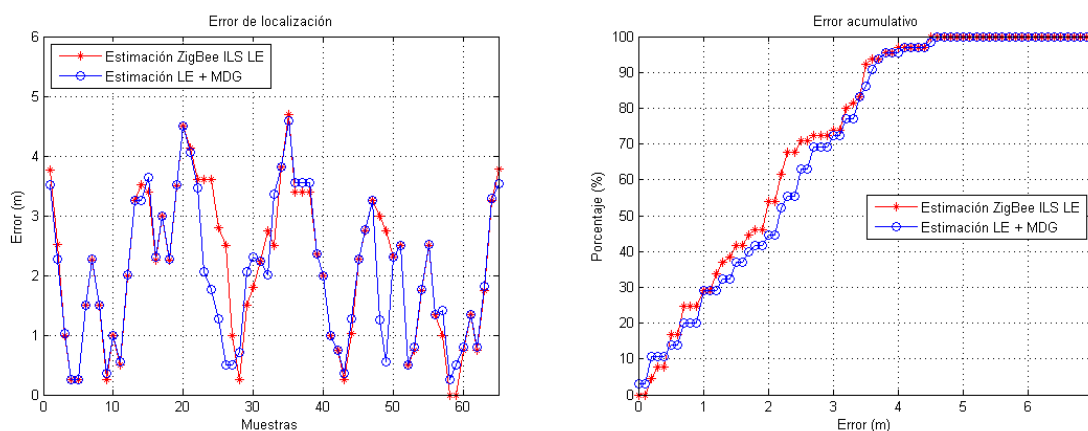 Error de localización
6
5
4
3
2
1
0
Error (m)
Estimación ZigBee ILS LE
Estimación LE + MDG
0 10 20 30 40 50 60
Muestras
Error acumulativo
100
90
80
70
60
50
40
30
20
10
0
Porcentaje (%)
Estimación ZigBee ILS LE
Estimación LE + MDG
0 1 2 3 4 5 6
Error (m)